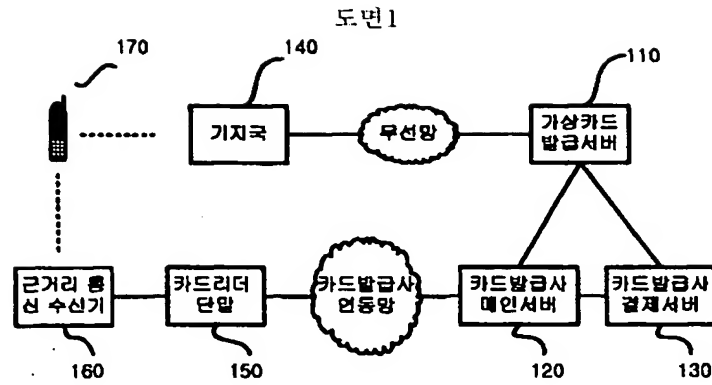 도면1
170
140
110
기지국
무선망
가상카드
발급서버
근거리 통
신 수신기
카드리더
단말
카드발급사
연동망
카드발급사
메인서버
카드발급사
결제서버
160
150
120
130